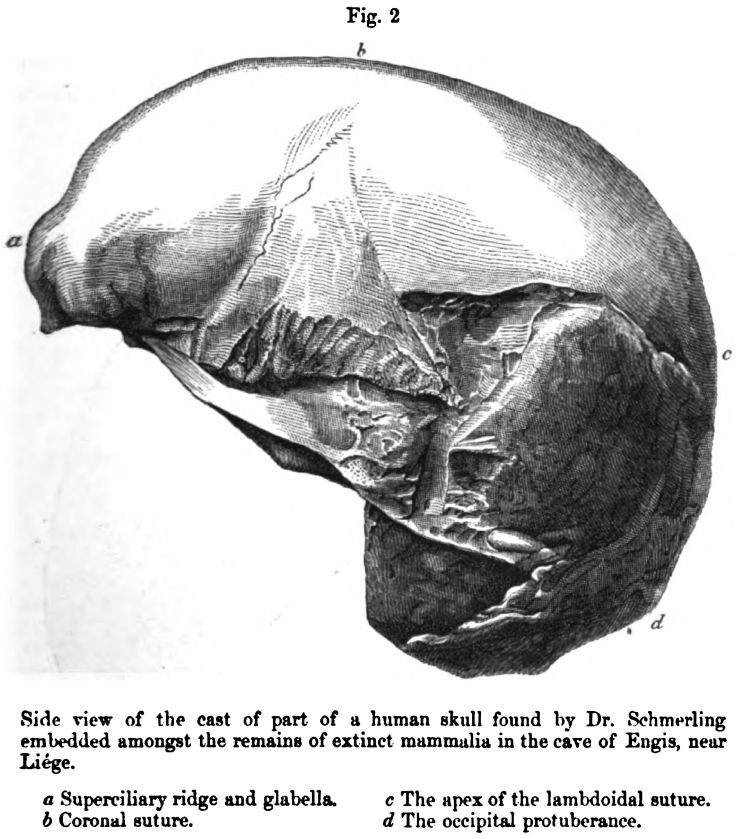 Fig. 2
b
a
c
d
Side view of the cast of part of a human skull found by Dr. Schmerling
embedded amongst the remains of extinct mammalia in the cave of Engis, near
Liége.
a Superciliary ridge and glabella.
b Coronal suture.
c The apex of the lambdoidal suture.
d The occipital protuberance.